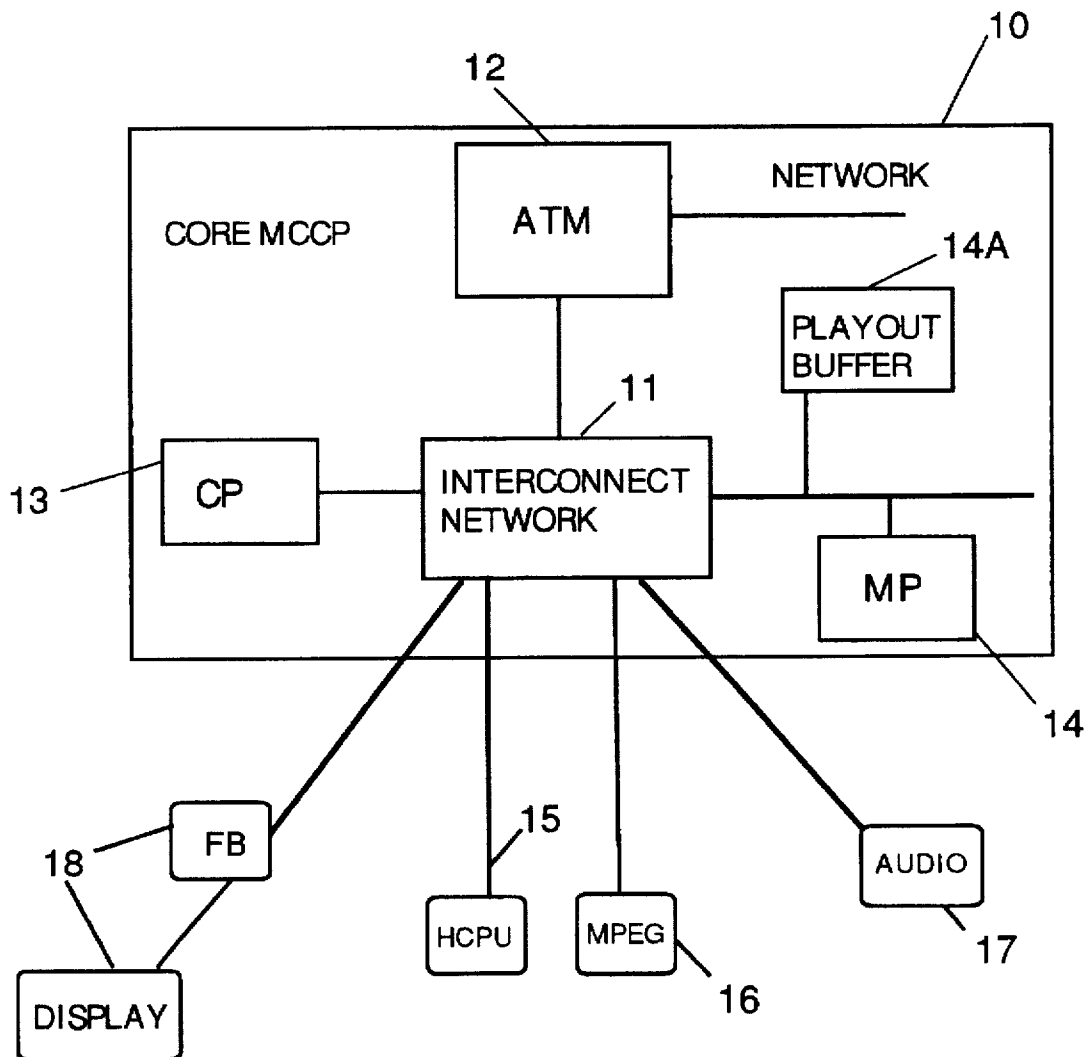 10
12
NETWORK
ATM
CORE MCCP
14A
PLAYOUT
BUFFER
11
INTERCONNECT
NETWORK
13
CP
MP
14
15
18
FB
AUDIO
17
HCPU
MPEG
16
DISPLAY